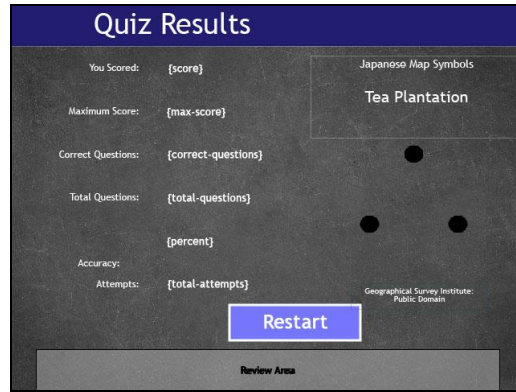 Quiz Results
You Scored: {score}
Maximum Score: {max-score}
Correct Questions: {correct-questions}
Total Questions: {total-questions}
{percent}
Accuracy:
Attempts: {total-attempts}
Japanese Map Symbols
Tea Plantation
Geographical Survey Institute:
Public Domain
Restart
Review Area